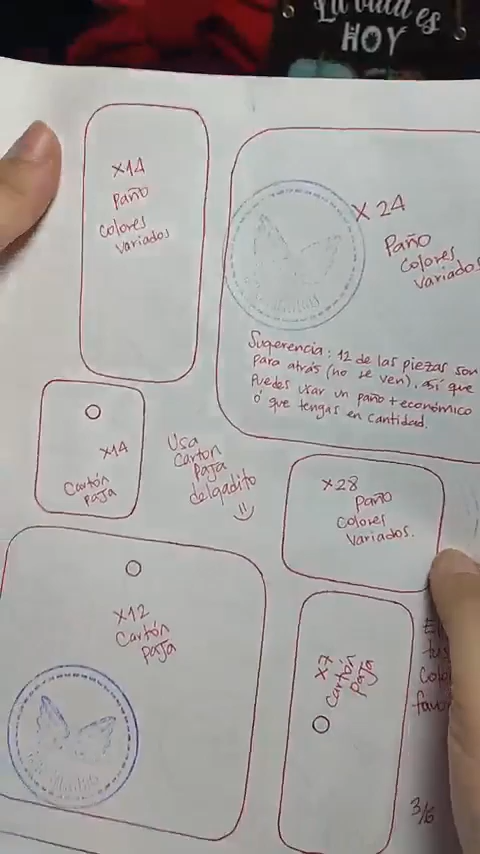 La vida es
HOY
X14
Paño
Colores
variados
X 24
Paño
Colores
variados
Sugerencia: 12 de las piezas son
para atrás (no se ven), así que
Puedes usar un paño + económico
ó que tengas en cantidad.
X14
Cartón
paja
Usa
Cartón
Paja
delgadito
X28
Paño
Colores
Variados.
X12
Cartón
paja
X7
Cartón
paja
3/6